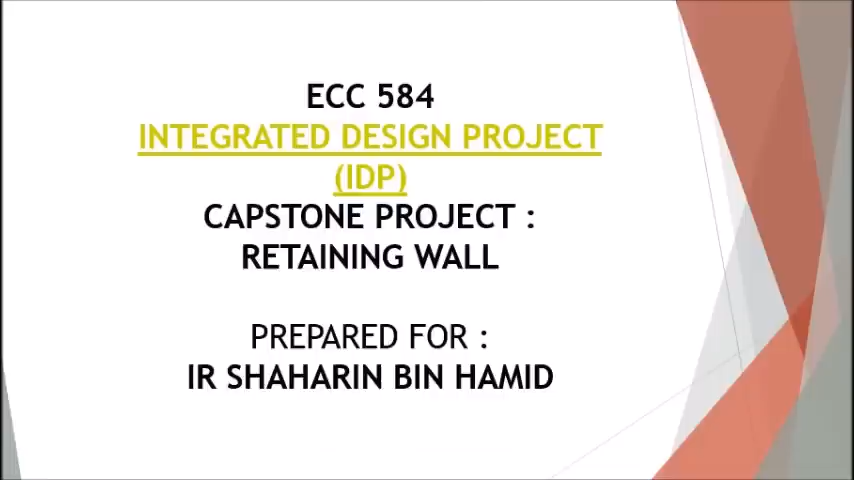 ECC 584
INTEGRATED DESIGN PROJECT
(IDP)
CAPSTONE PROJECT :
RETAINING WALL
PREPARED FOR :
IR SHAHARIN BIN HAMID